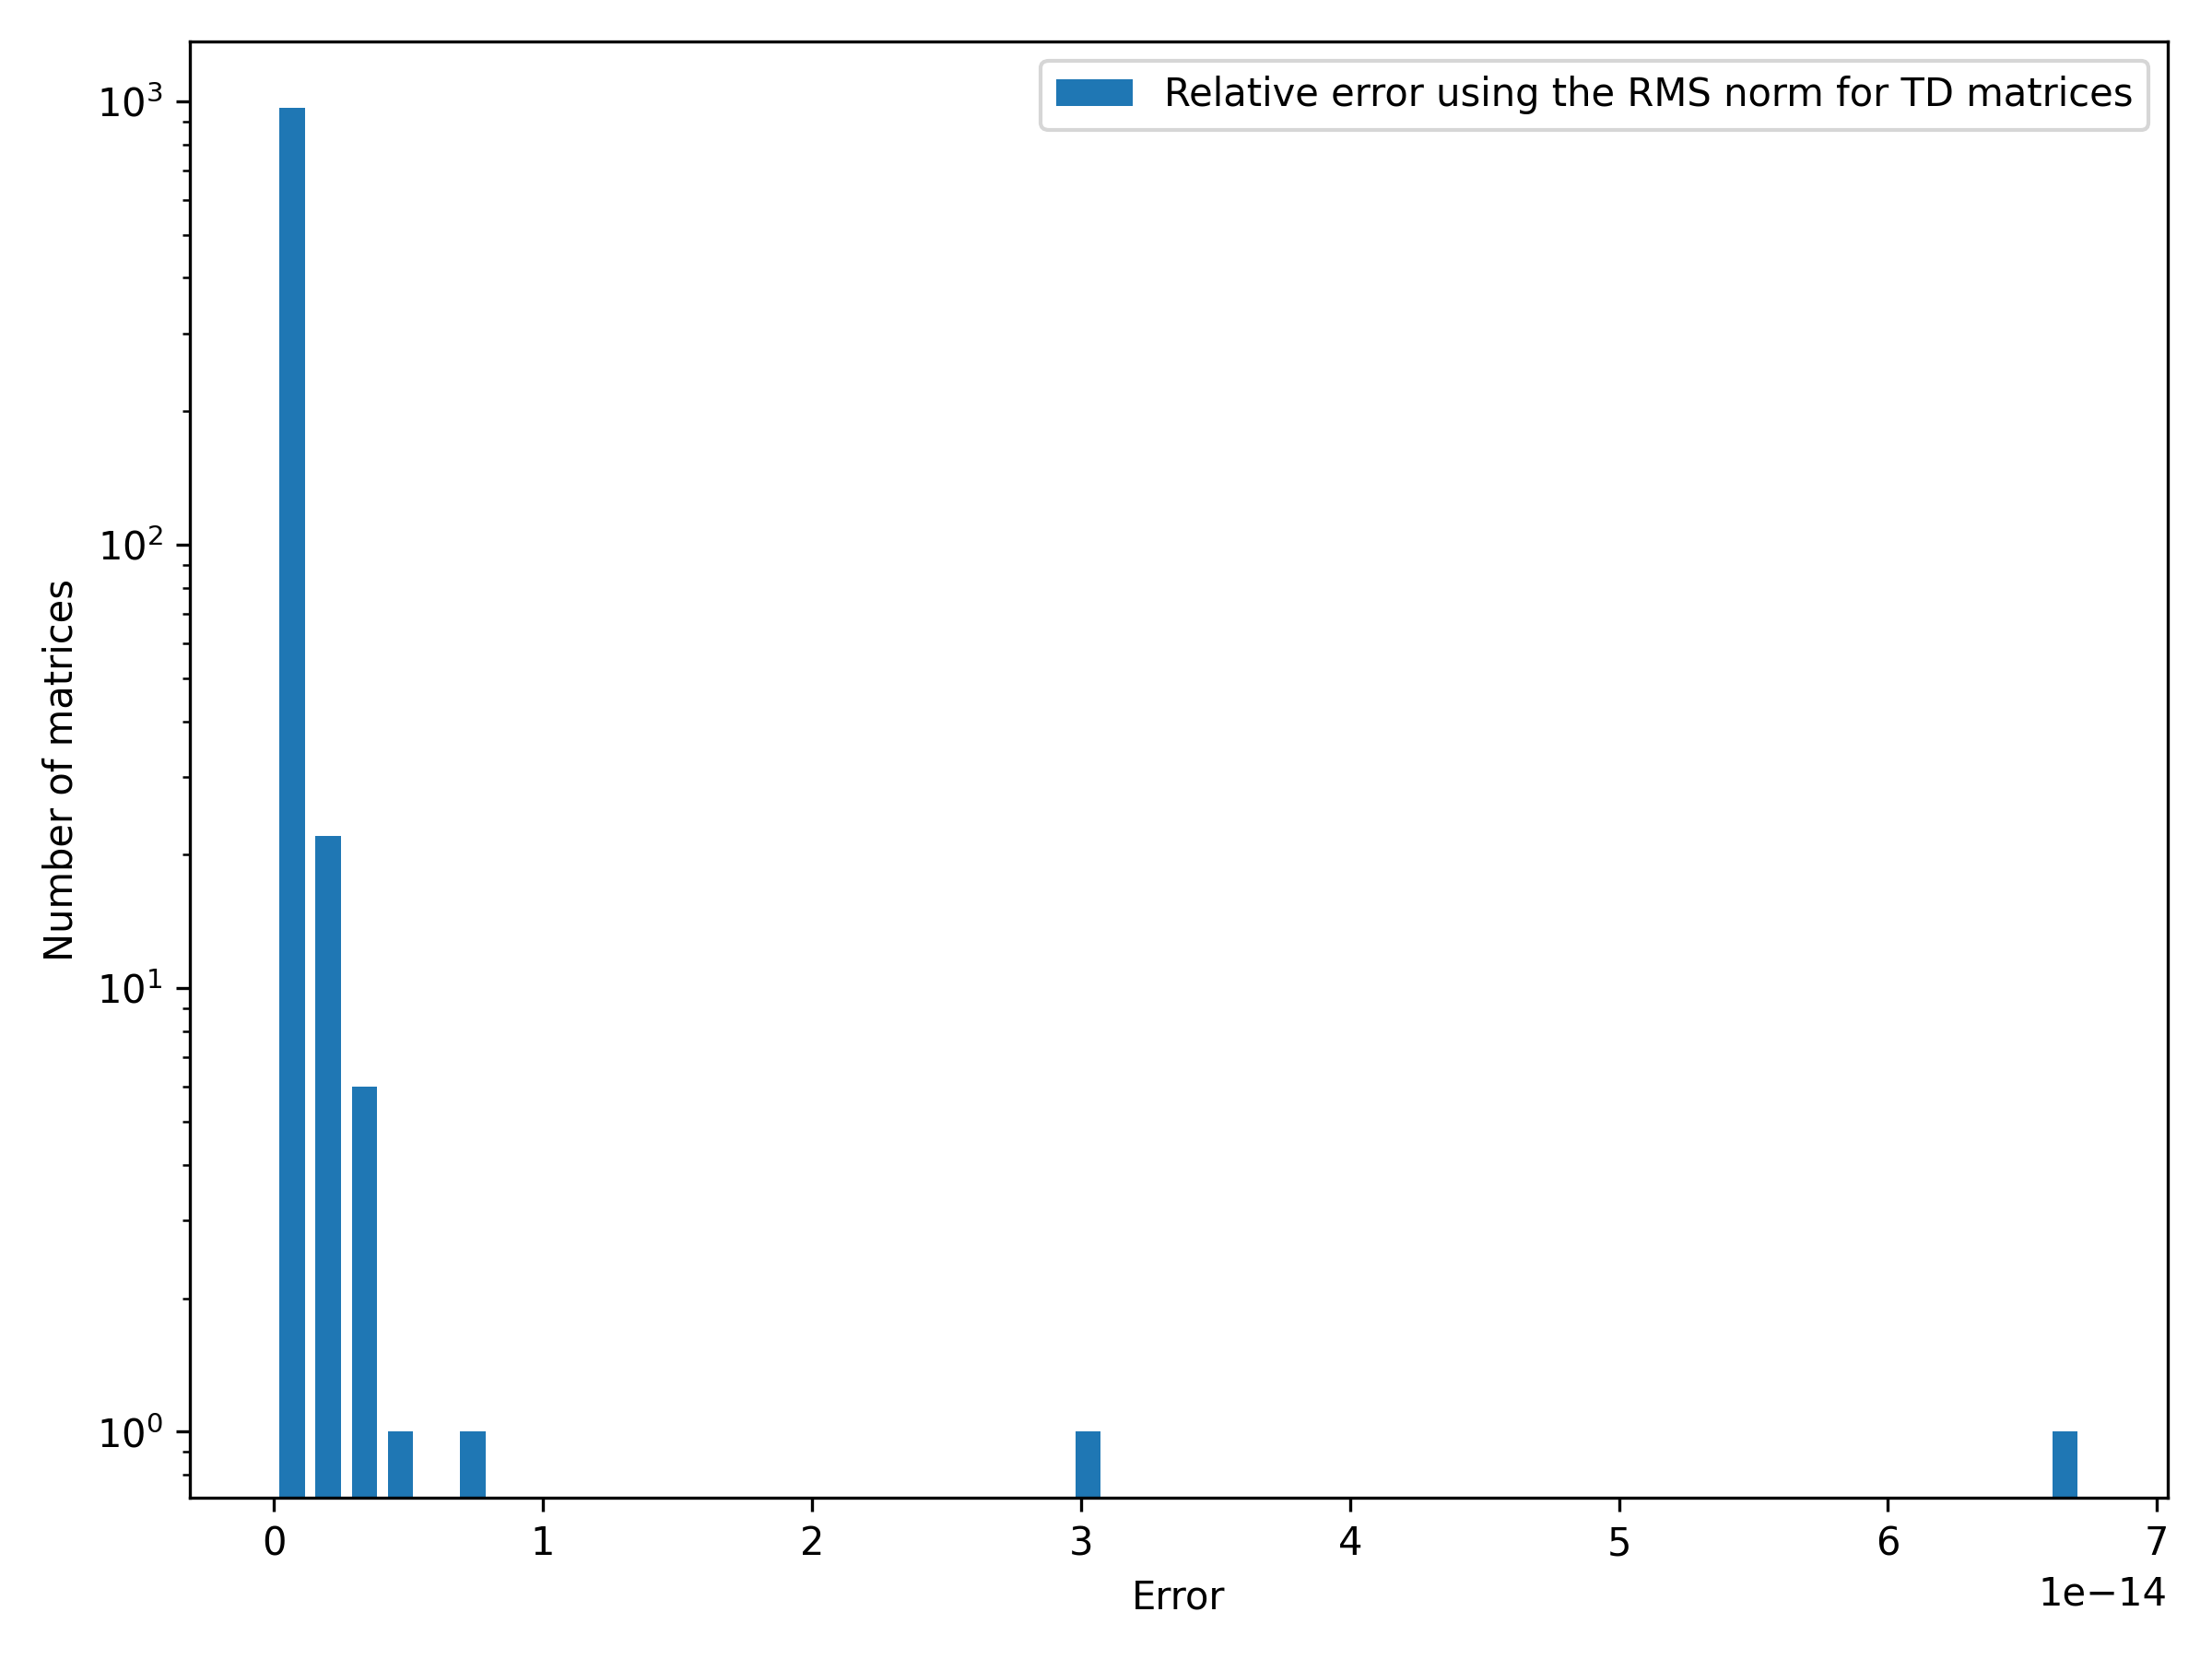 Relative error using the RMS norm for TD matrices
Number of matrices
10³
10²
10¹
10⁰
0 1 2 3 4 5 6 7
Error
1e−14